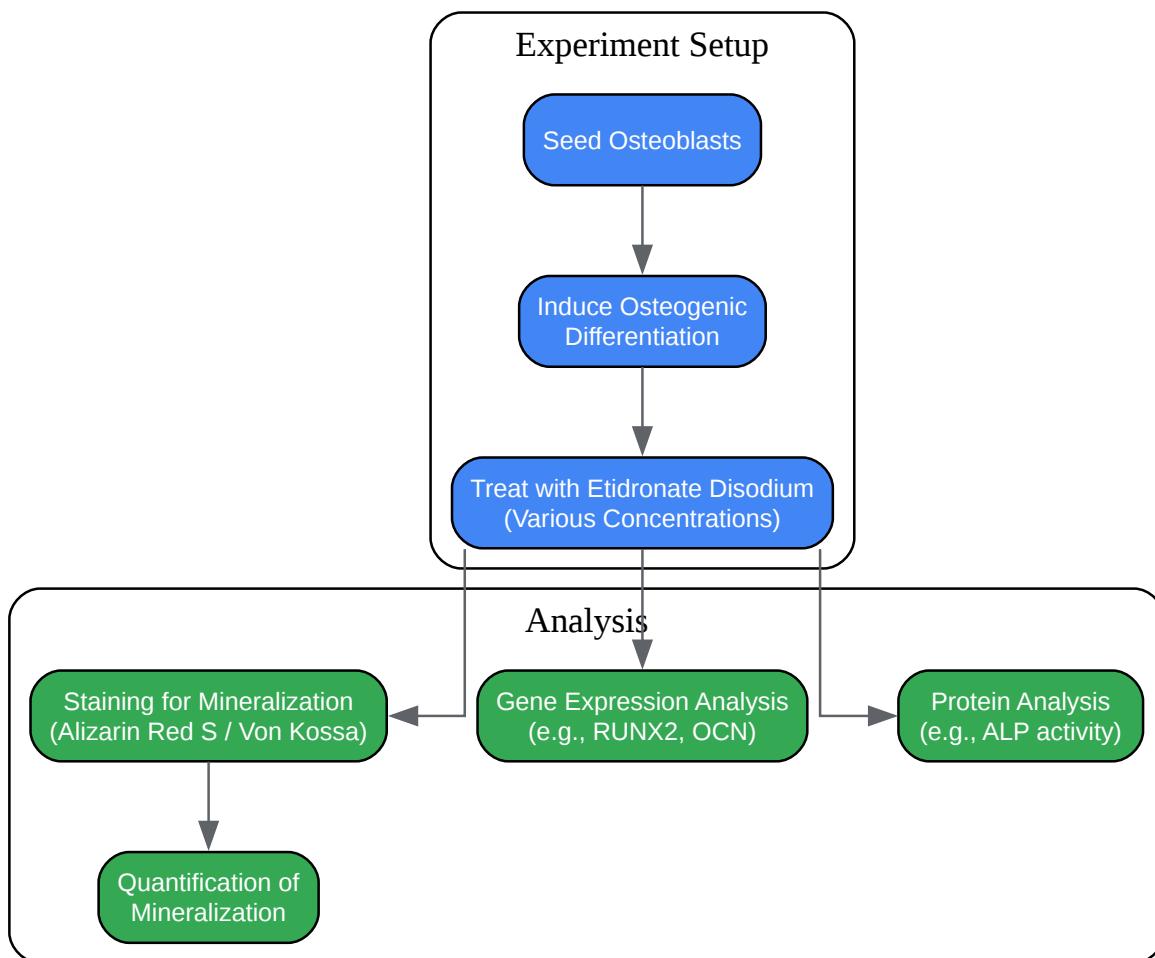 Experiment Setup
Seed Osteoblasts
Induce Osteogenic
Differentiation
Treat with Etidronate Disodium
(Various Concentrations)
Analysis
Staining for Mineralization
(Alizarin Red S / Von Kossa)
Gene Expression Analysis
(e.g., RUNX2, OCN)
Protein Analysis
(e.g., ALP activity)
Quantification of
Mineralization